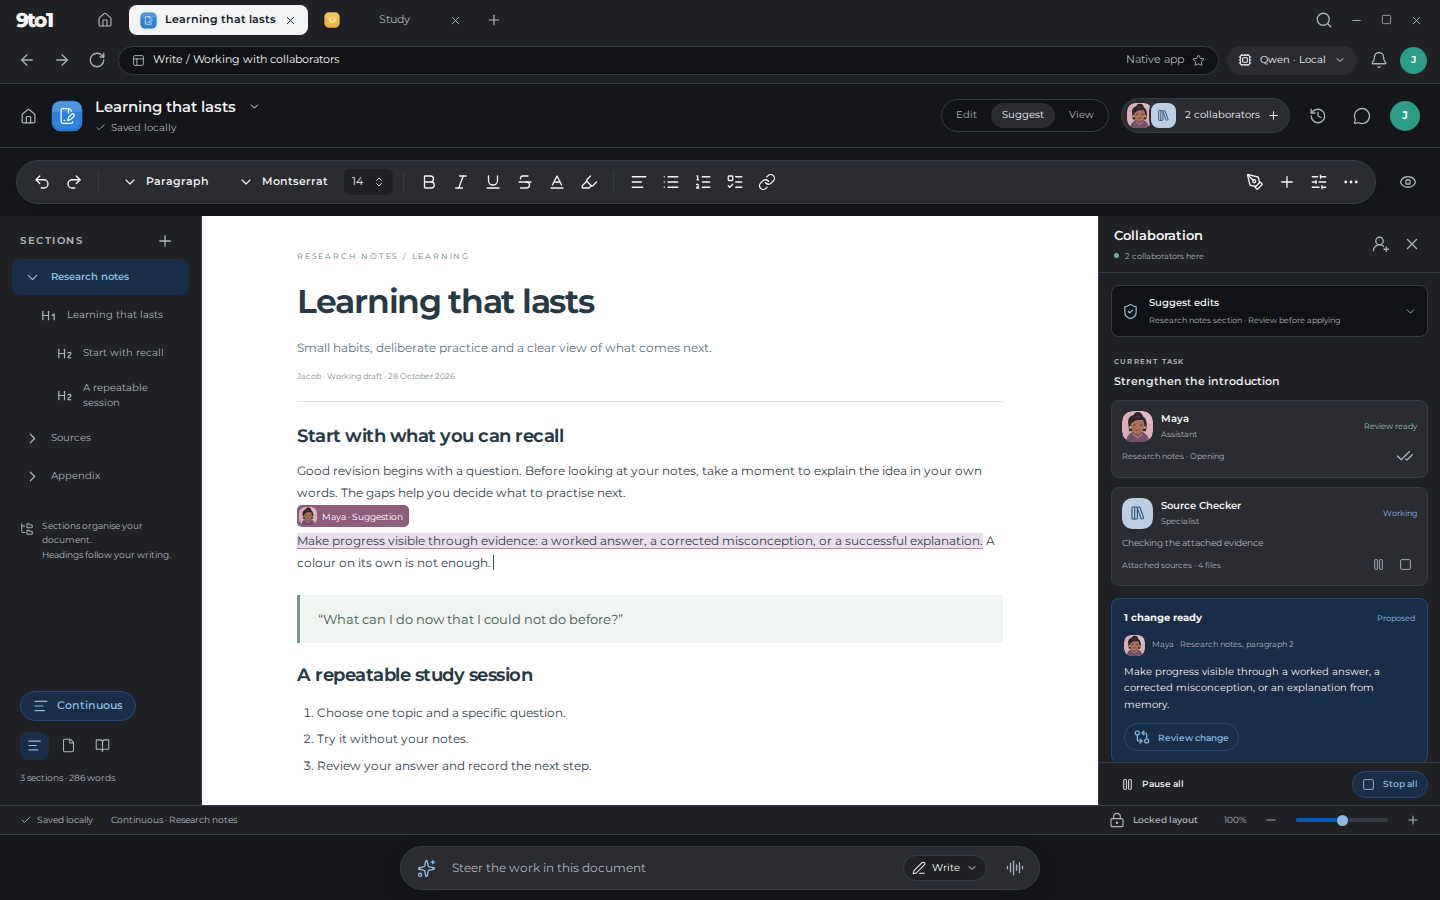 9to1
Learning that lasts
Study
Write / Working with collaborators
Native app
Qwen · Local
J
Learning that lasts
Saved locally
Edit
Suggest
View
2 collaborators
J
Paragraph
Montserrat
14
SECTIONS
Research notes
H1 Learning that lasts
H2 Start with recall
H2 A repeatable
session
Sources
Appendix
Sections organise your
document.
Headings follow your writing.
Continuous
3 sections · 286 words
RESEARCH NOTES / LEARNING
Learning that lasts
Small habits, deliberate practice and a clear view of what comes next.
Jacob · Working draft · 28 October 2026
Start with what you can recall
Good revision begins with a question. Before looking at your notes, take a moment to explain the idea in your own
words. The gaps help you decide what to practise next.
Maya · Suggestion
Make progress visible through evidence: a worked answer, a corrected misconception, or a successful explanation. A
colour on its own is not enough.
“What can I do now that I could not do before?”
A repeatable study session
1. Choose one topic and a specific question.
2. Try it without your notes.
3. Review your answer and record the next step.
Collaboration
2 collaborators here
Suggest edits
Research notes section · Review before applying
CURRENT TASK
Strengthen the introduction
Maya
Assistant
Review ready
Research notes · Opening
Source Checker
Specialist
Working
Checking the attached evidence
Attached sources · 4 files
1 change ready
Proposed
Maya · Research notes, paragraph 2
Make progress visible through a worked answer, a
corrected misconception, or an explanation from
memory.
Review change
Pause all
Stop all
Saved locally
Continuous · Research notes
Locked layout
100%
Steer the work in this document
Write